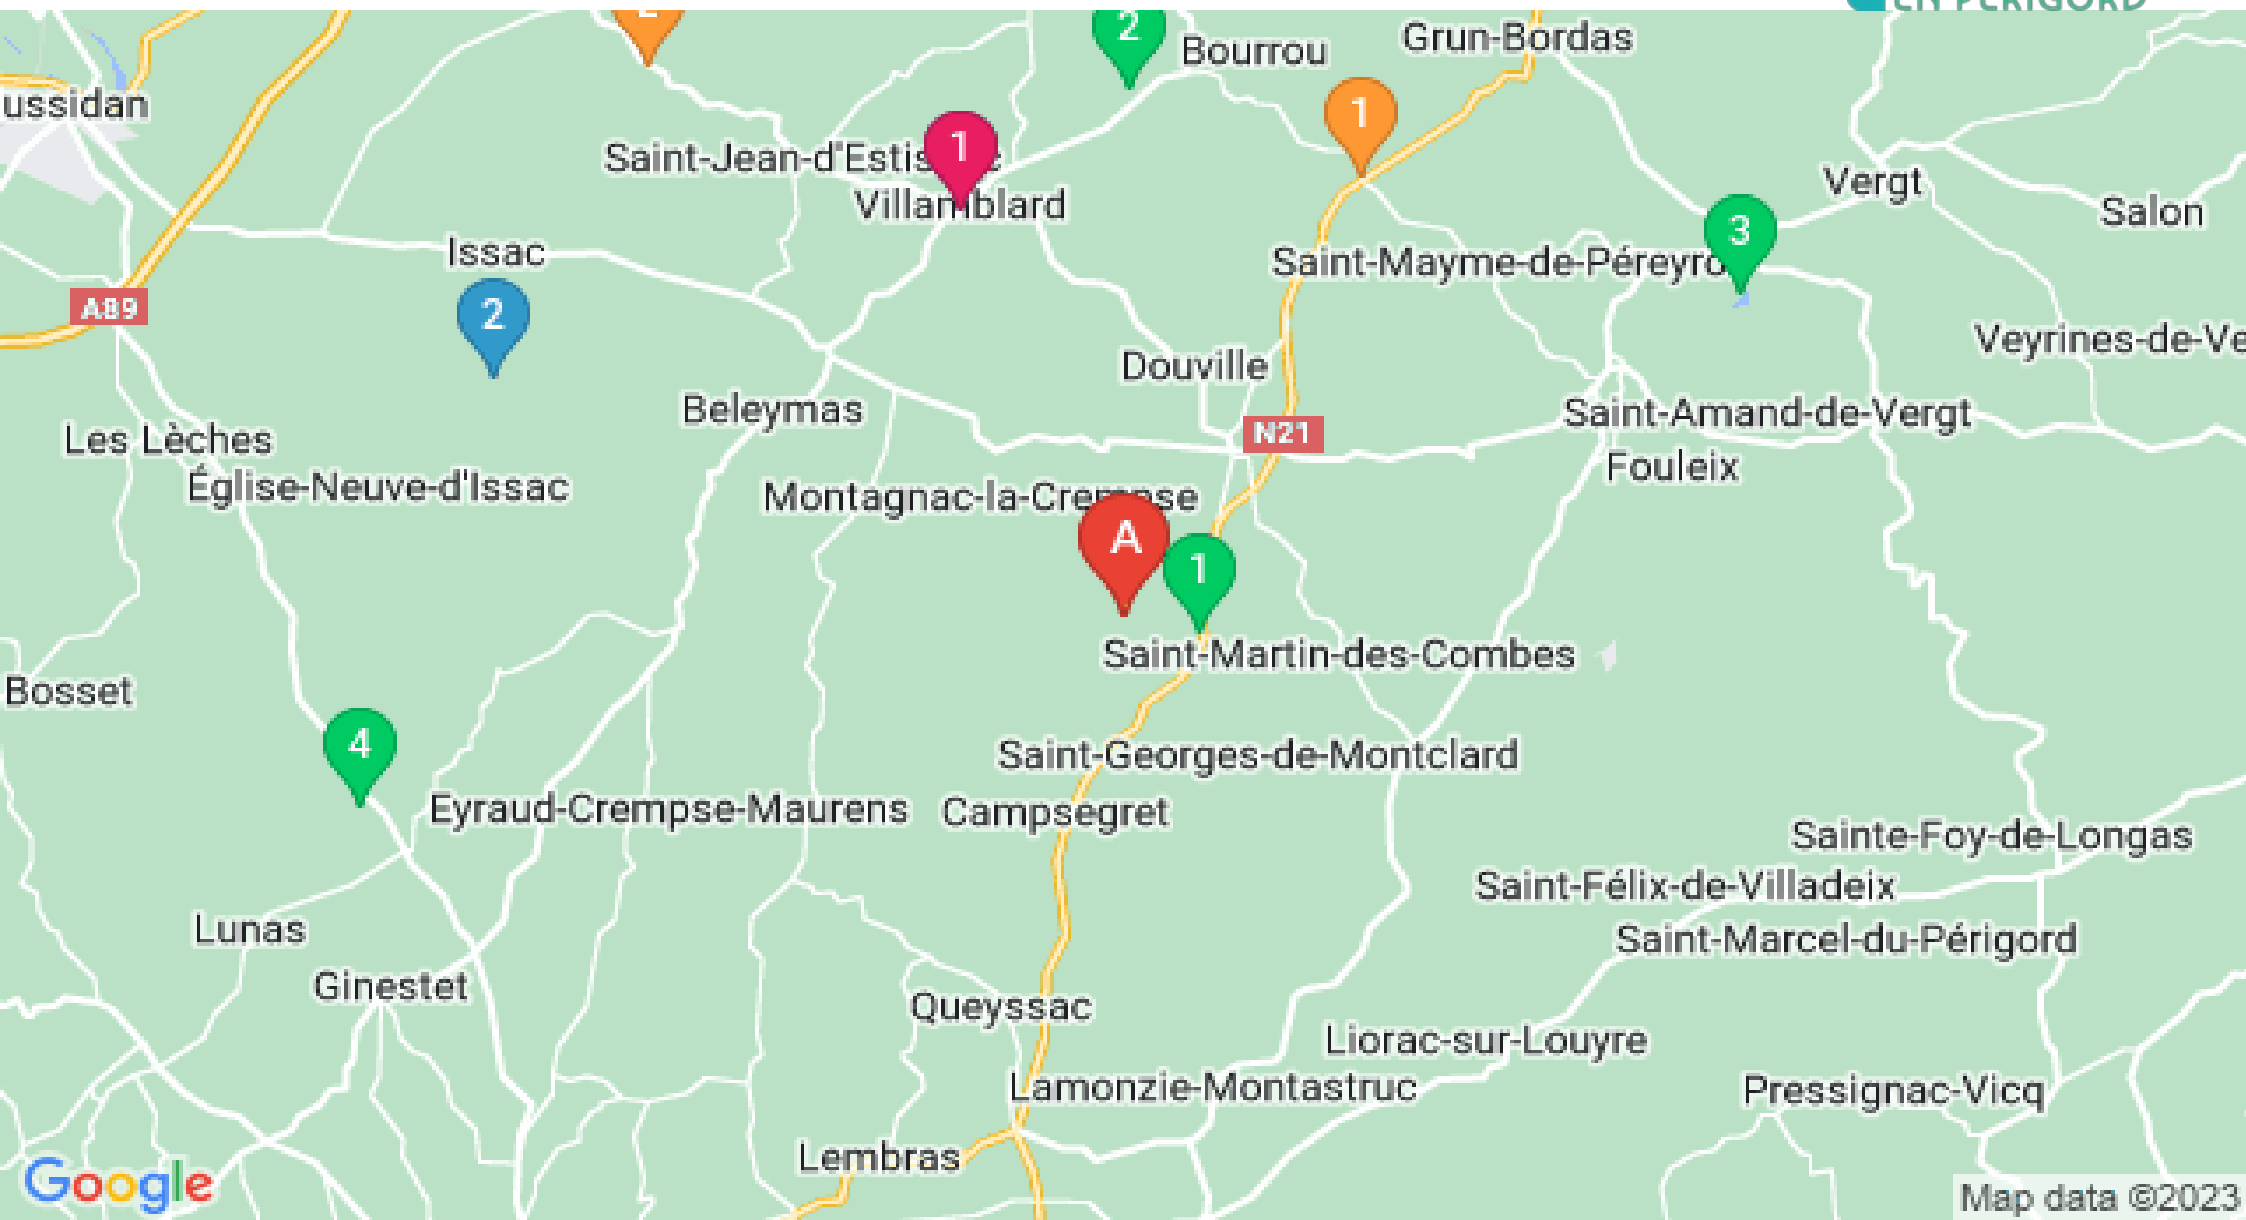 EN PÉRIGORD
2
Bourrou
Grun-Bordas
ussidan
1
1
Saint-Jean-d'Estis
Villamblard
Vergt
Salon
3
Issac
Saint-Mayme-de-Péreyro
A89
2
Veyrines-de-Ve
Douville
Beleymas
Saint-Amand-de-Vergt
N21
Les Lèches
Fouleix
Église-Neuve-d'Issac
Montagnac-la-Crempse
A
1
Saint-Martin-des-Combes
Bosset
4
Saint-Georges-de-Montclard
Eyraud-Crempse-Maurens
Campsegret
Sainte-Foy-de-Longas
Saint-Félix-de-Villadeix
Lunas
Saint-Marcel-du-Périgord
Ginestet
Queyssac
Liorac-sur-Louyre
Lamonzie-Montastruc
Pressignac-Vicq
Lembras
Google
Map data ©2023